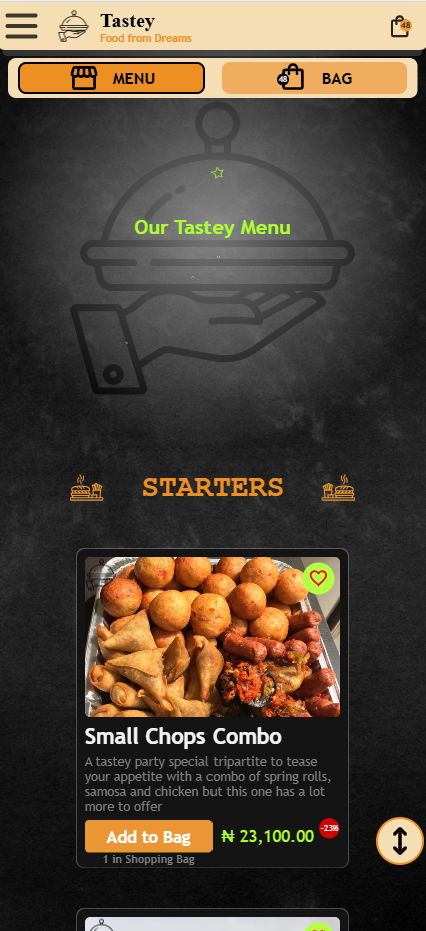 Tastey
Food from Dreams
48
MENU
48
BAG
Our Tastey Menu
STARTERS
Small Chops Combo
A tastey party special tripartite to tease
your appetite with a combo of spring rolls,
samosa and chicken but this one has a lot
more to offer
Add to Bag
₦ 23,100.00
-23%
1 in Shopping Bag